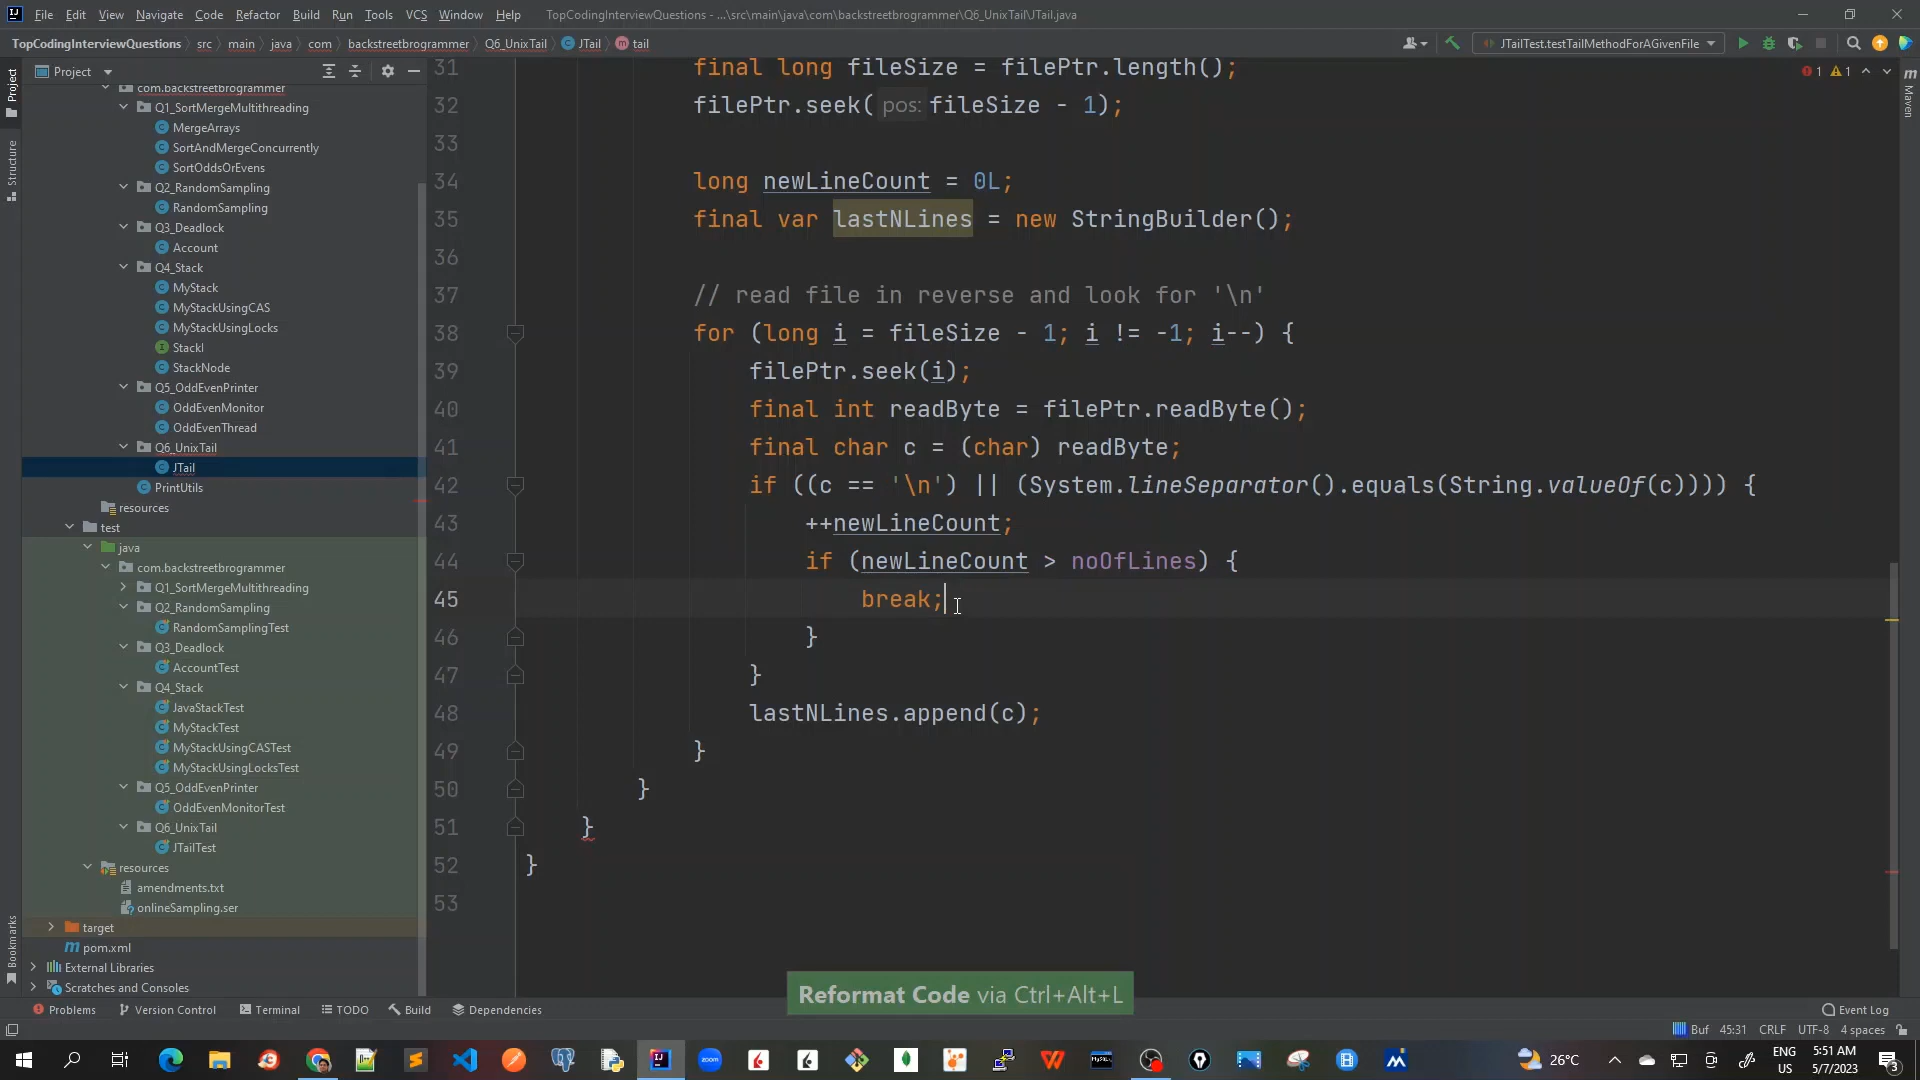 File Edit View Navigate Code Refactor Build Run Tools VCS Window Help TopCodingInterviewQuestions - ...\src\main\java\com\backstreetbrogrammer\Q6_UnixTail\JTail.java
TopCodingInterviewQuestions src main java com backstreetbrogrammer Q6_UnixTail JTail tail JTailTest.testTailMethodForAGivenFile
Project
Project
Structure
Bookmarks
com.backstreetbrogrammer
Q1_SortMergeMultithreading
MergeArrays
SortAndMergeConcurrently
SortOddsOrEvens
Q2_RandomSampling
RandomSampling
Q3_Deadlock
Account
Q4_Stack
MyStack
MyStackUsingCAS
MyStackUsingLocks
StackI
StackNode
Q5_OddEvenPrinter
OddEvenMonitor
OddEvenThread
Q6_UnixTail
JTail
PrintUtils
resources
test
java
com.backstreetbrogrammer
Q1_SortMergeMultithreading
Q2_RandomSampling
RandomSamplingTest
Q3_Deadlock
AccountTest
Q4_Stack
JavaStackTest
MyStackTest
MyStackUsingCASTest
MyStackUsingLocksTest
Q5_OddEvenPrinter
OddEvenMonitorTest
Q6_UnixTail
JTailTest
resources
amendments.txt
onlineSampling.ser
target
pom.xml
External Libraries
Scratches and Consoles
31 final long fileSize = filePtr.length();
32 filePtr.seek( pos: fileSize - 1);
33
34 long newLineCount = 0L;
35 final var lastNLines = new StringBuilder();
36
37 // read file in reverse and look for '\n'
38 for (long i = fileSize - 1; i != -1; i--) {
39 filePtr.seek(i);
40 final int readByte = filePtr.readByte();
41 final char c = (char) readByte;
42 if ((c == '\n') || (System.lineSeparator().equals(String.valueOf(c)))) {
43 ++newLineCount;
44 if (newLineCount > noOfLines) {
45 break;
46 }
47 }
48 lastNLines.append(c);
49 }
50 }
51 }
52 }
53
1 1
Maven
Reformat Code via Ctrl+Alt+L
Problems Version Control Terminal TODO Build Dependencies Event Log
Buf 45:31 CRLF UTF-8 4 spaces
26°C ENG US 5:51 AM 5/7/2023 3
zoom